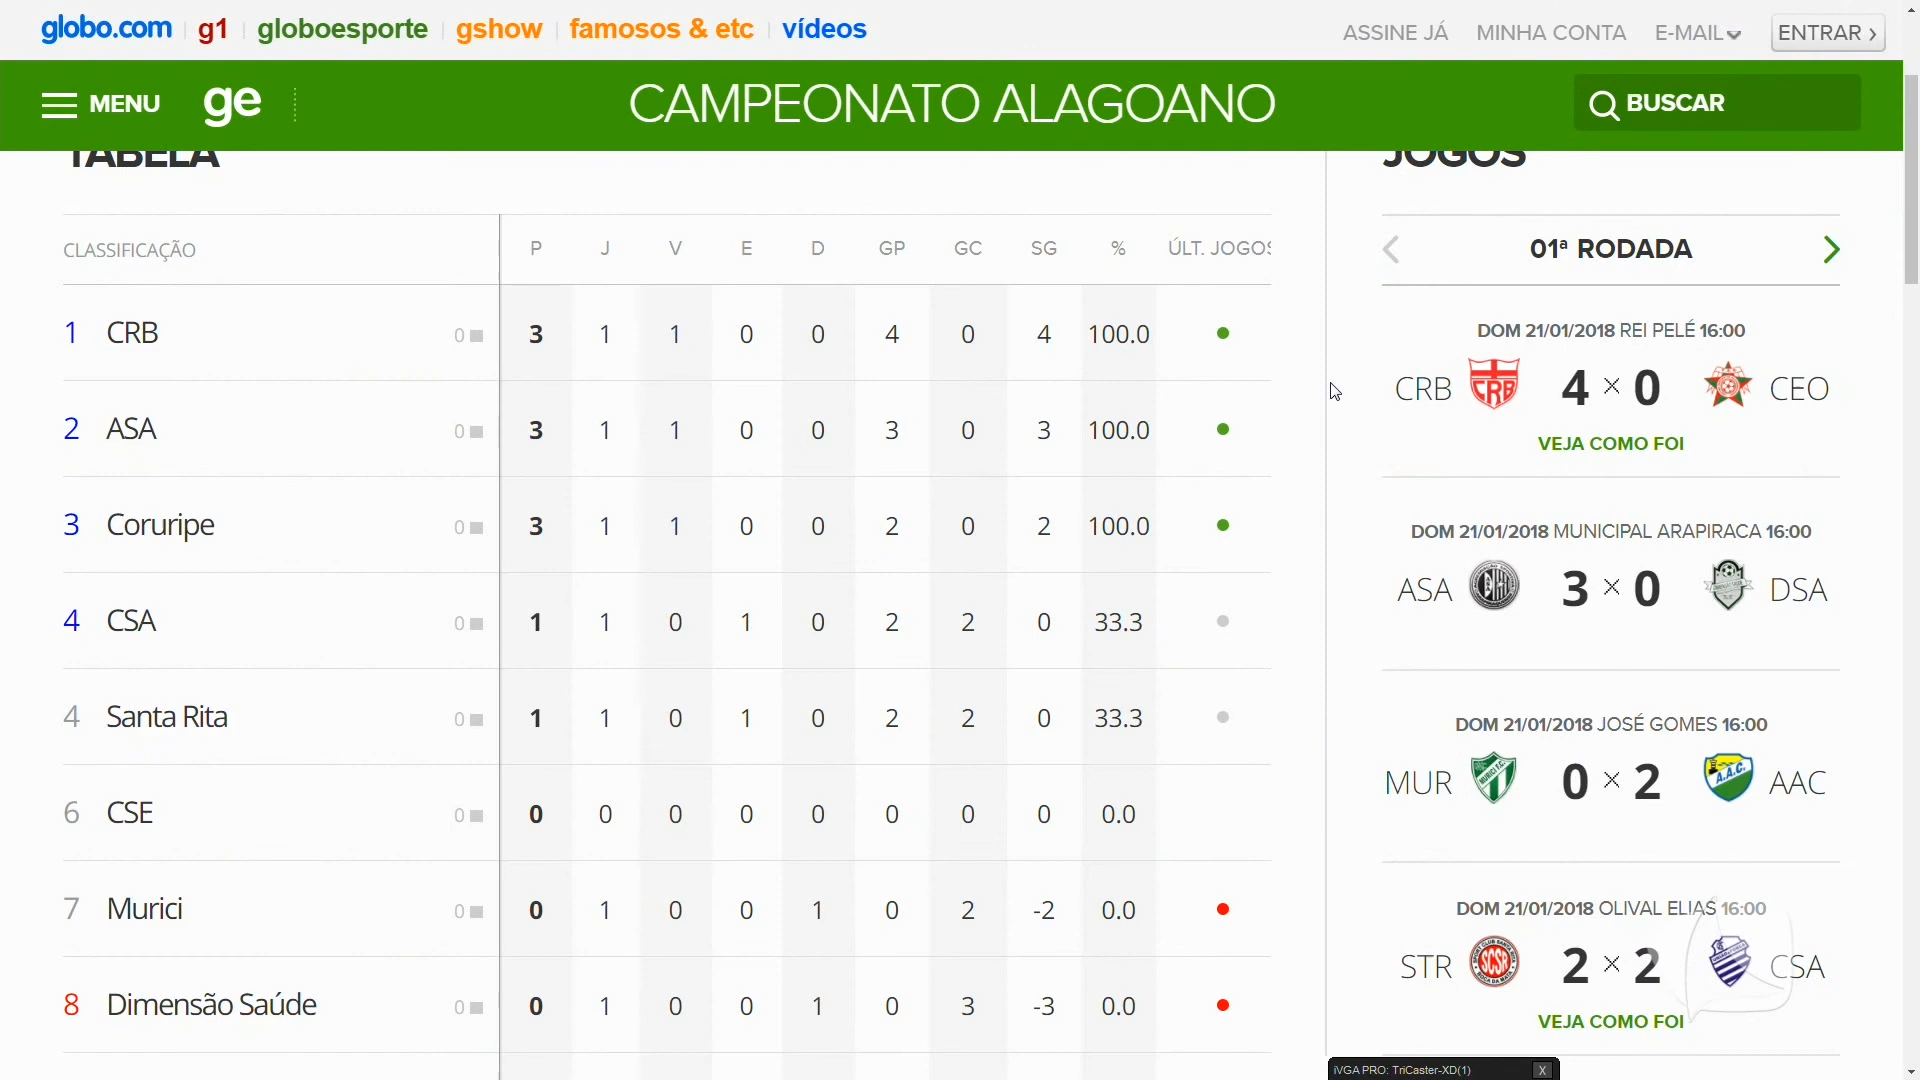 globo.com g1 globoesporte gshow famosos & etc vídeos ASSINE JÁ MINHA CONTA E-MAIL ENTRAR ›
MENU ge CAMPEONATO ALAGOANO BUSCAR
TABELA
CLASSIFICAÇÃO P J V E D GP GC SG % ÚLT. JOGOS
1 CRB 0 3 1 1 0 0 4 0 4 100.0
2 ASA 0 3 1 1 0 0 3 0 3 100.0
3 Coruripe 0 3 1 1 0 0 2 0 2 100.0
4 CSA 0 1 1 0 1 0 2 2 0 33.3
4 Santa Rita 0 1 1 0 1 0 2 2 0 33.3
6 CSE 0 0 0 0 0 0 0 0 0 0.0
7 Murici 0 0 1 0 0 1 0 2 -2 0.0
8 Dimensão Saúde 0 0 1 0 0 1 0 3 -3 0.0
JOGOS
01ª RODADA
DOM 21/01/2018 REI PELÉ 16:00
CRB CRB 4 × 0 CEO
VEJA COMO FOI
DOM 21/01/2018 MUNICIPAL ARAPIRACA 16:00
ASA 3 × 0 DSA
DOM 21/01/2018 JOSÉ GOMES 16:00
MUR MURICI F.C. 0 × 2 A.A.C. AAC
DOM 21/01/2018 OLIVAL ELIAS 16:00
STR SCSR 2 × 2 CSA
VEJA COMO FOI
iVGA PRO: TriCaster-XD(1) X